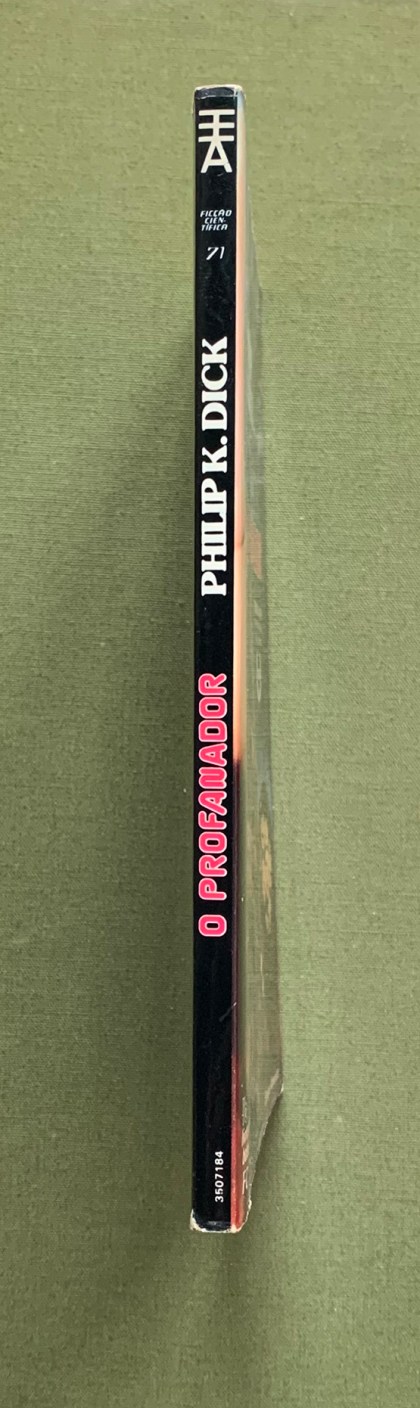 FICÇÃO
CIEN-
TÍFICA
71
PHILIP K. DICK
O PROFANADOR
3507184